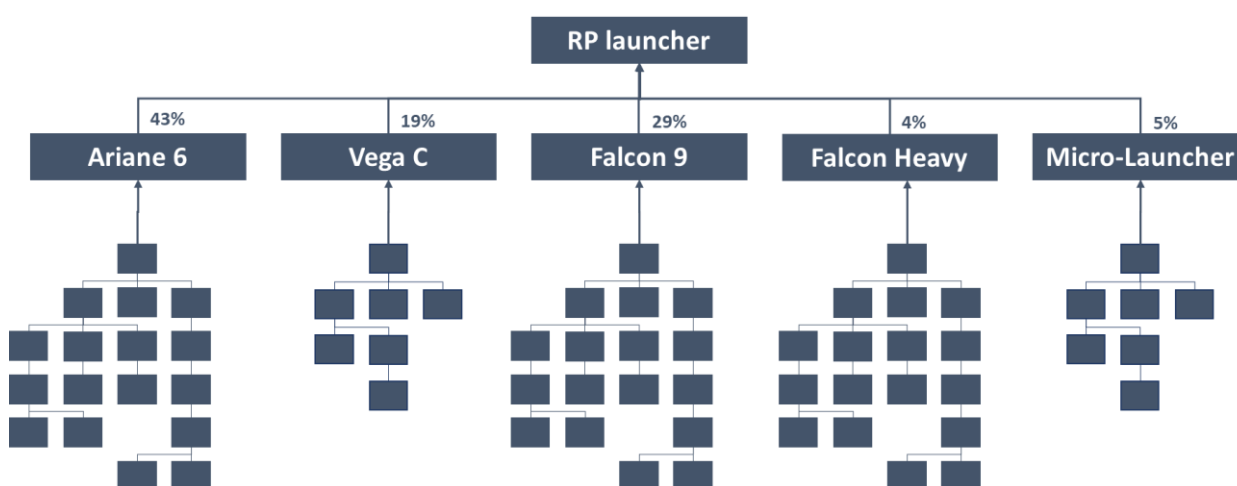 RP launcher
43%
19%
29%
4%
5%
Ariane 6
Vega C
Falcon 9
Falcon Heavy
Micro-Launcher